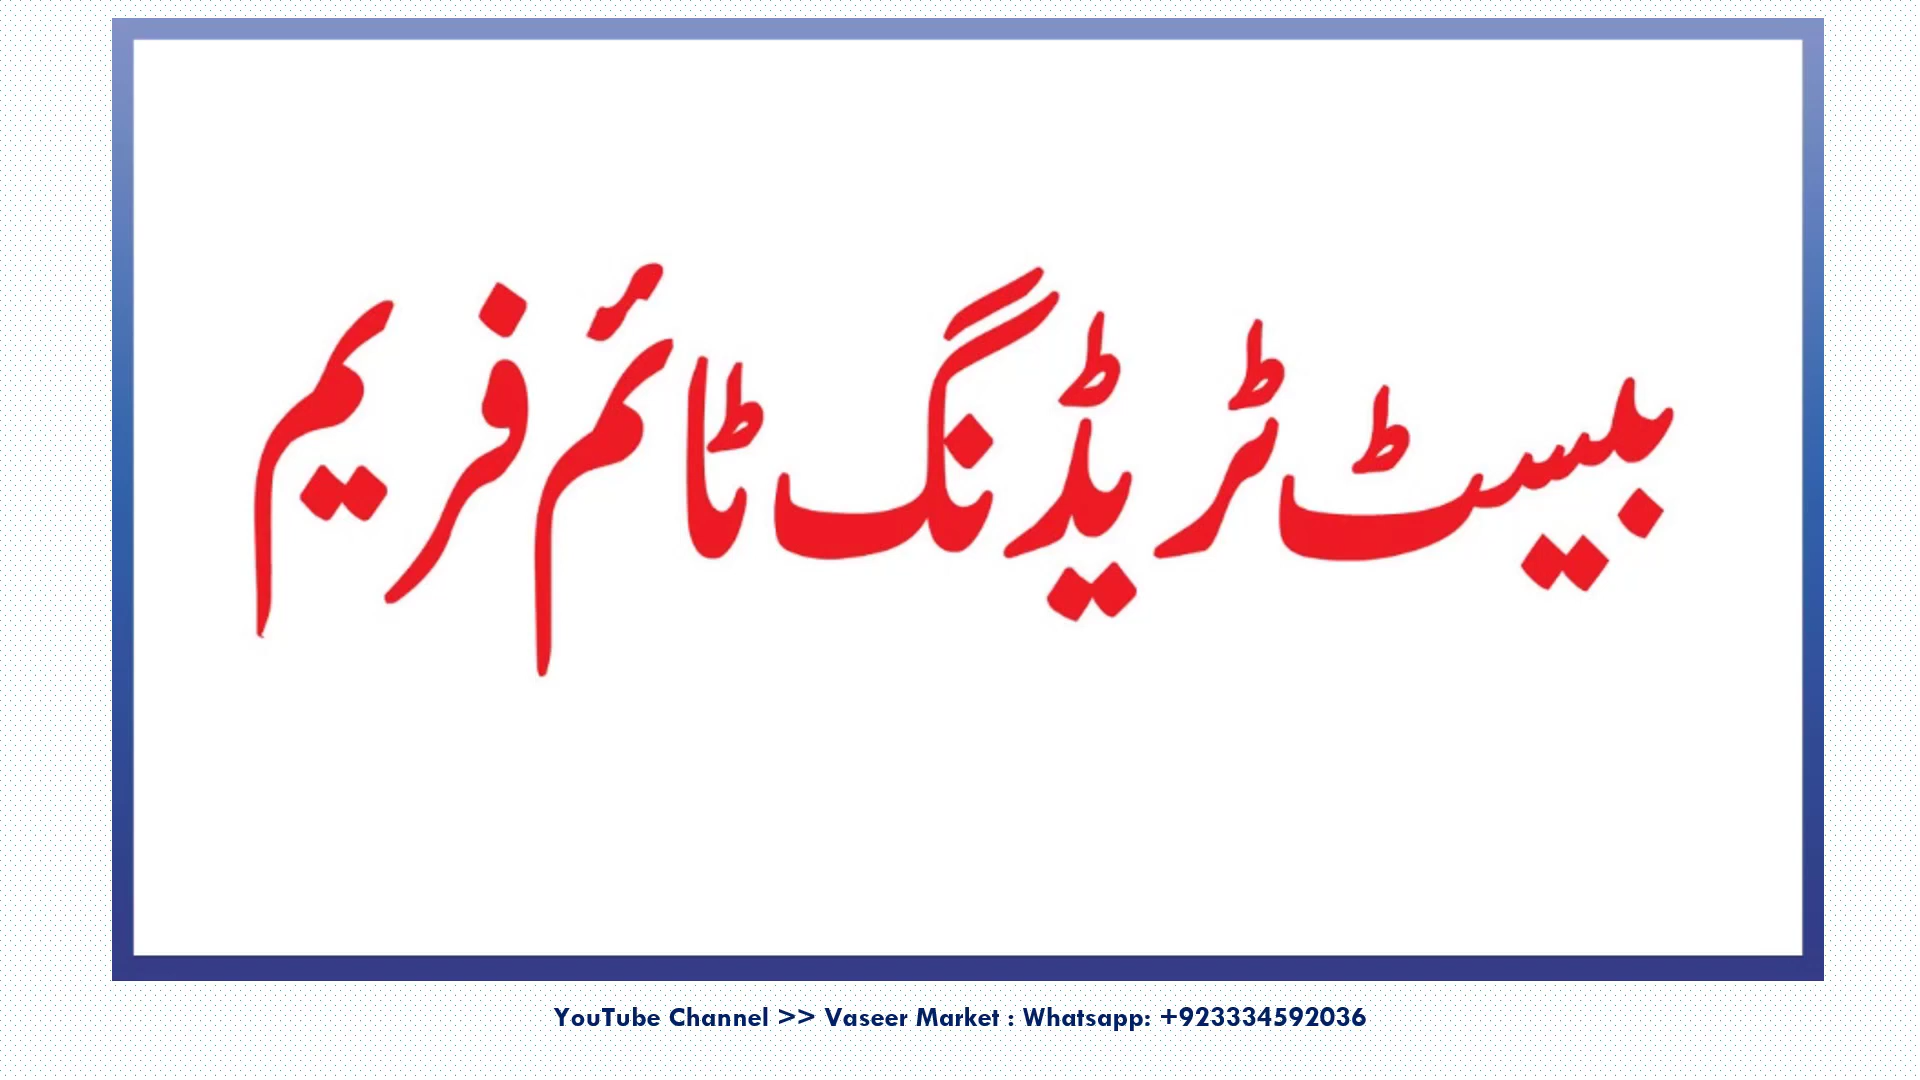 بیسٹ ٹریڈنگ ٹائم فریم
YouTube Channel >> Vaseer Market : Whatsapp: +923334592036